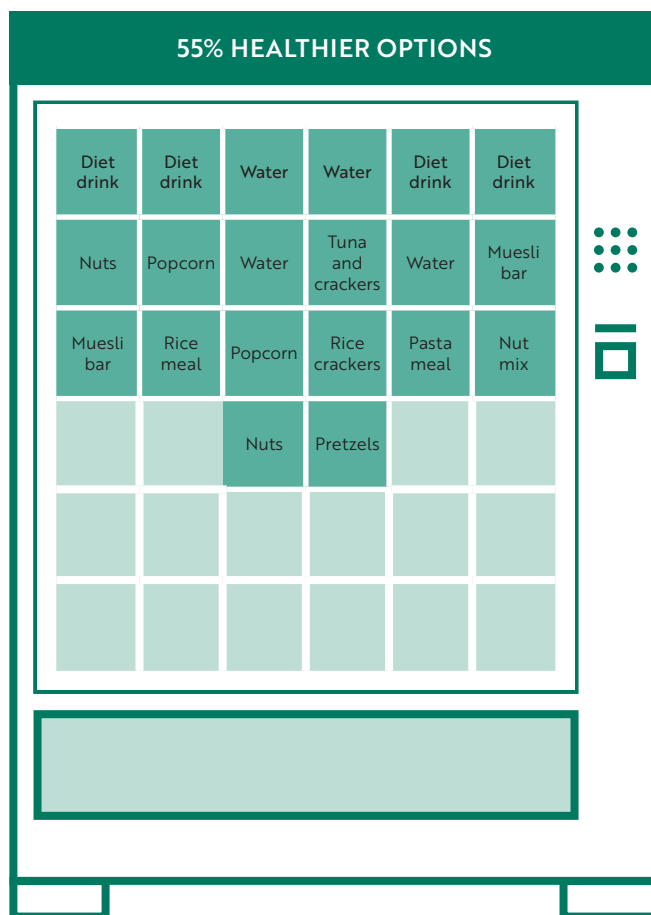 55% HEALTHIER OPTIONS
Diet
drink
Diet
drink
Water
Water
Diet
drink
Diet
drink
Nuts
Popcorn
Water
Tuna
and
crackers
Water
Muesli
bar
Muesli
bar
Rice
meal
Popcorn
Rice
crackers
Pasta
meal
Nut
mix
Nuts
Pretzels